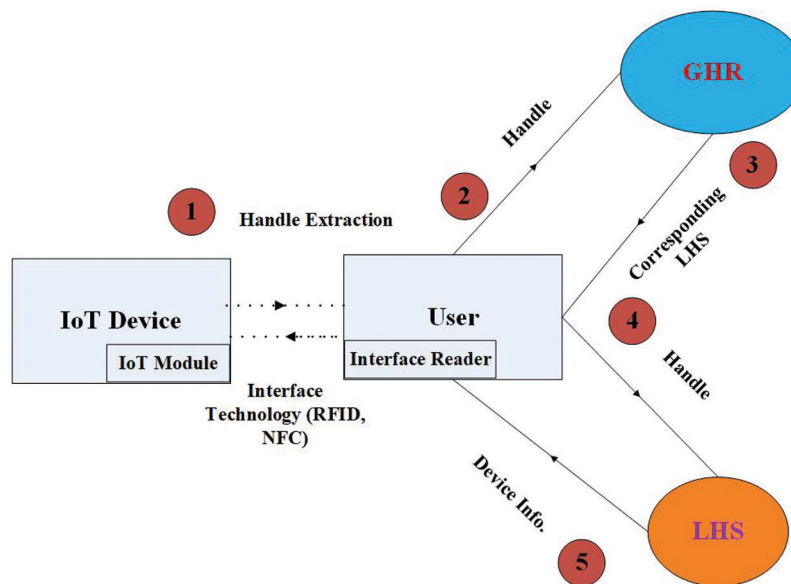 GHR
Handle
3
2
1
Handle Extraction
Corresponding
LHS
IoT Device
User
4
IoT Module
Interface Reader
Handle
Interface
Technology (RFID,
NFC)
Device Info.
LHS
5